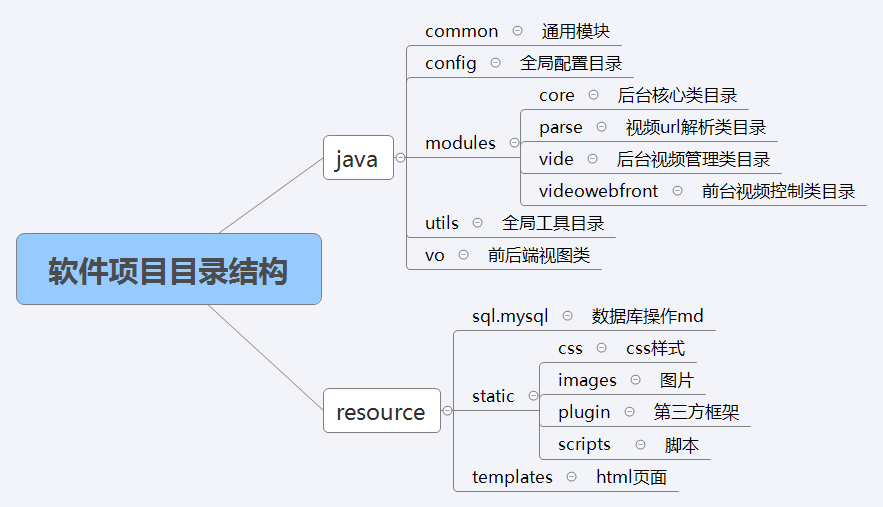 软件项目目录结构
java
common 通用模块
config 全局配置目录
modules
core 后台核心类目录
parse 视频url解析类目录
vide 后台视频管理类目录
videowebfront 前台视频控制类目录
utils 全局工具目录
vo 前后端视图类
resource
sql.mysql 数据库操作md
static
css css样式
images 图片
plugin 第三方框架
scripts 脚本
templates html页面